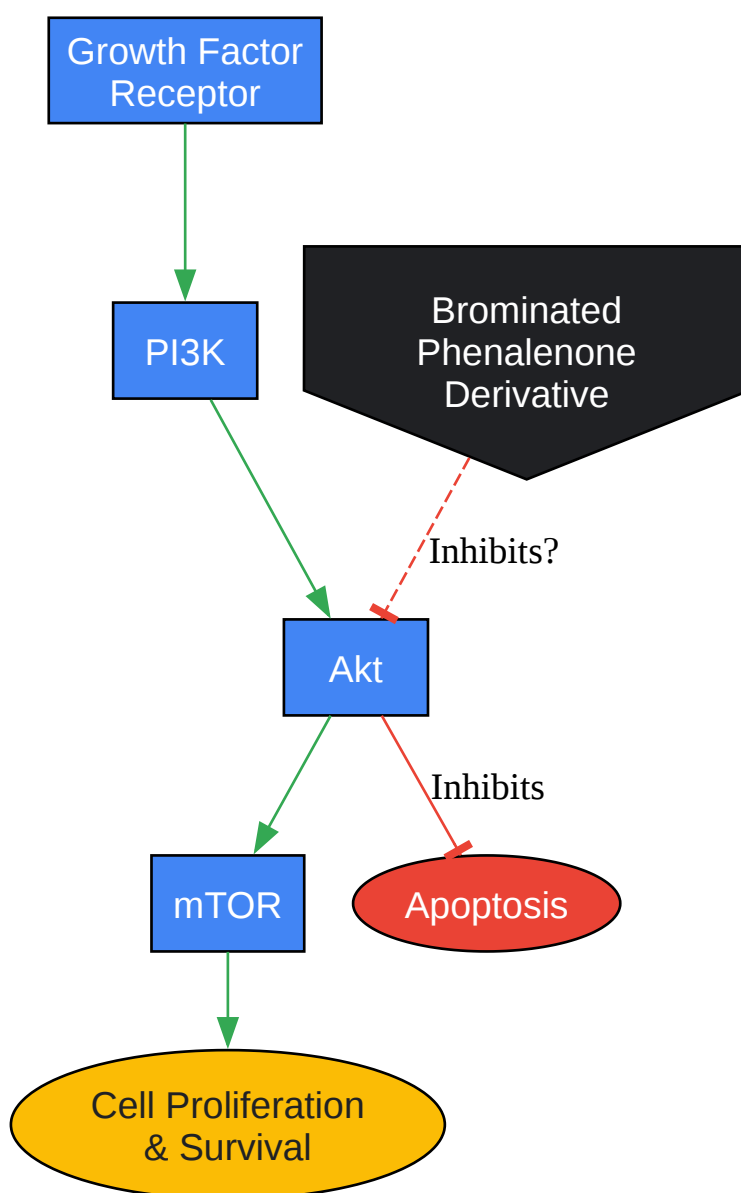 Growth Factor
Receptor
PI3K
Brominated
Phenalenone
Derivative
Inhibits?
Akt
Inhibits
mTOR
Apoptosis
Cell Proliferation
& Survival